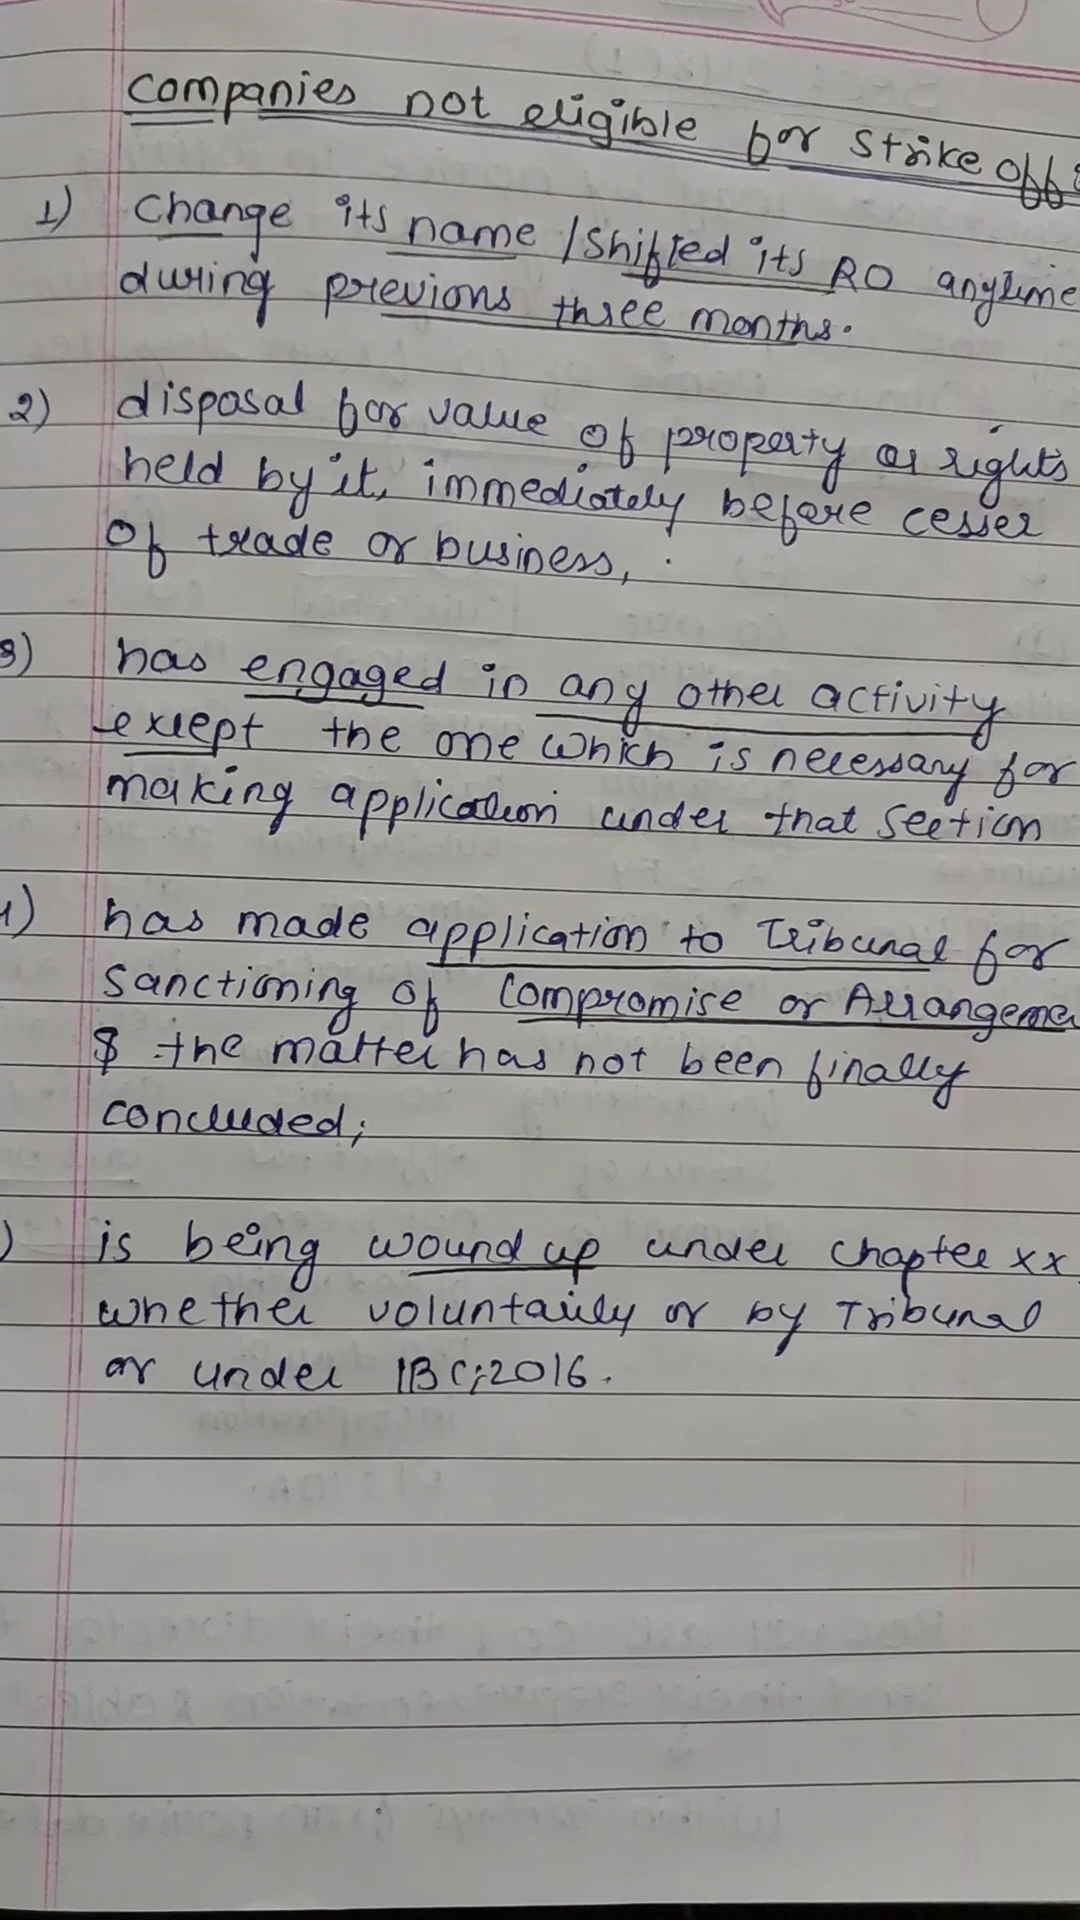 companies not eligible for strike off:
1) change its name / shifted its RO anytime
during previous three months.
2) disposal for value of property or rights
held by it, immediately before cesser
of trade or business,
3) has engaged in any other activity
except the one which is necessary for
making application under that section
4) has made application to Tribunal for
sanctioning of compromise or Arrangeme
& the matter has not been finally
concluded;
) is being wound up under chapter xx
whether voluntarily or by Tribunal
or under IBC;2016.